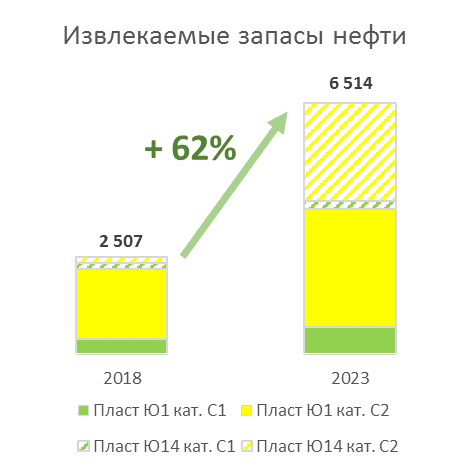 Извлекаемые запасы нефти
6 514
+ 62%
2 507
2018 2023
Пласт Ю1 кат. С1 Пласт Ю1 кат. С2
Пласт Ю14 кат. С1 Пласт Ю14 кат. С2